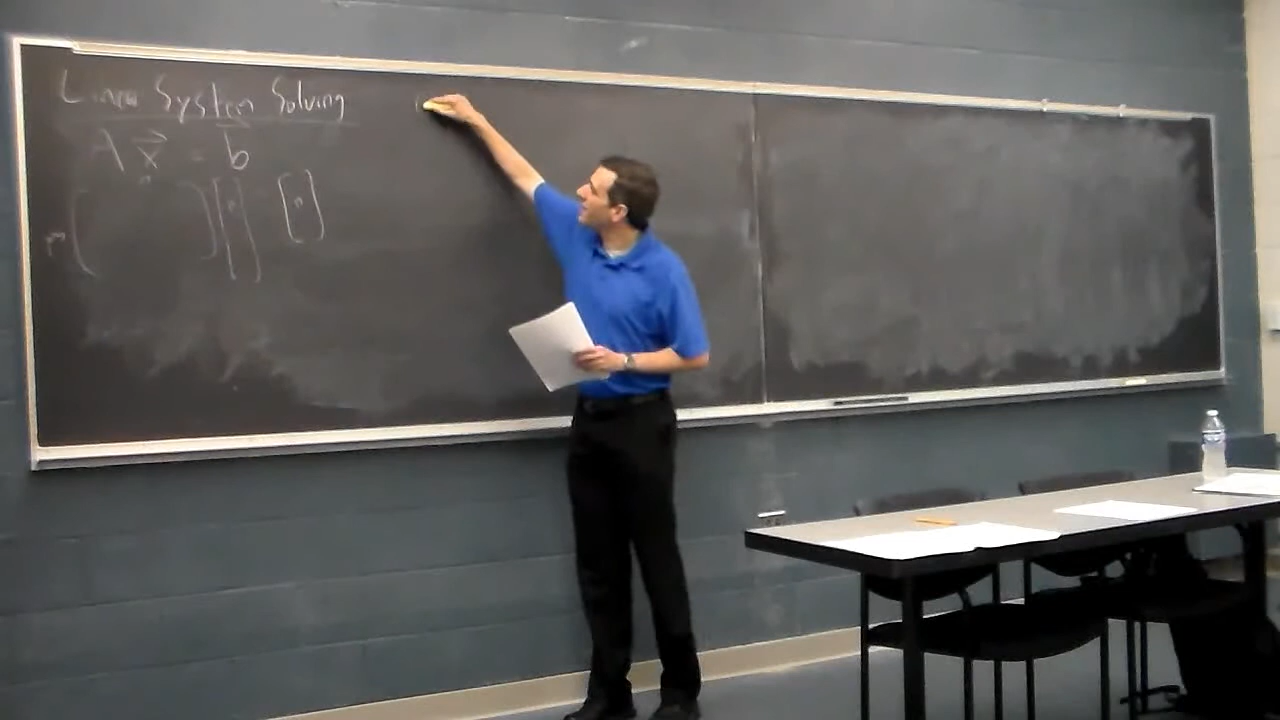 Linear System Solving
A x = b
n
m [ ] [ n ] [ n ]